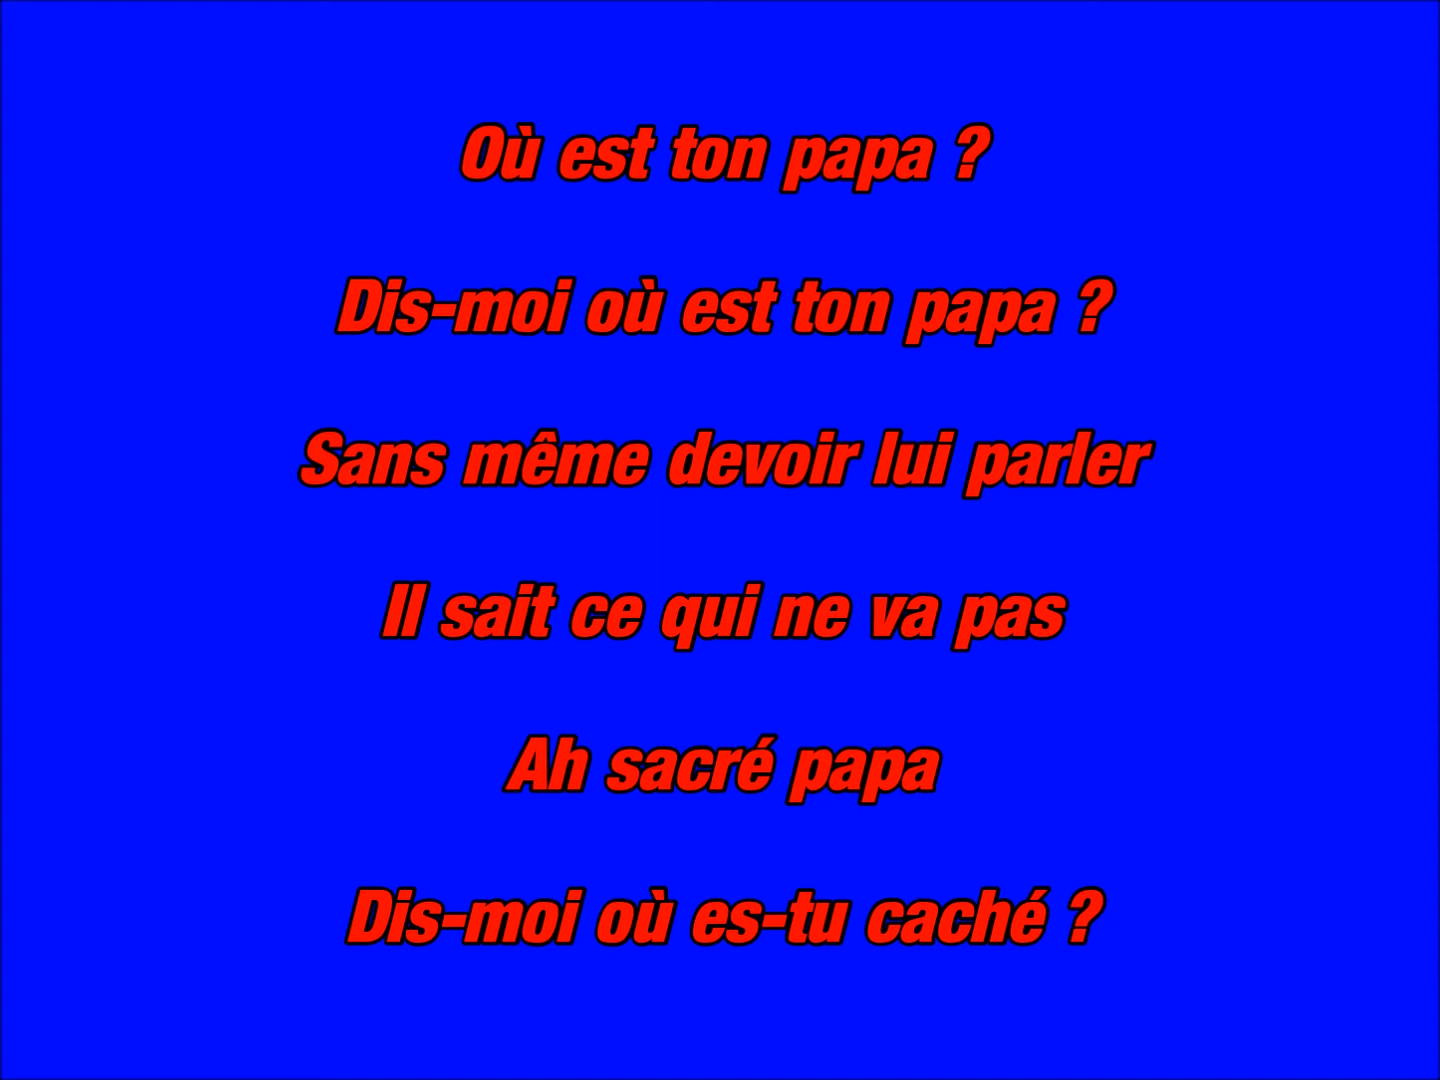 Où est ton papa ?
Dis-moi où est ton papa ?
Sans même devoir lui parler
Il sait ce qui ne va pas
Ah sacré papa
Dis-moi où es-tu caché ?